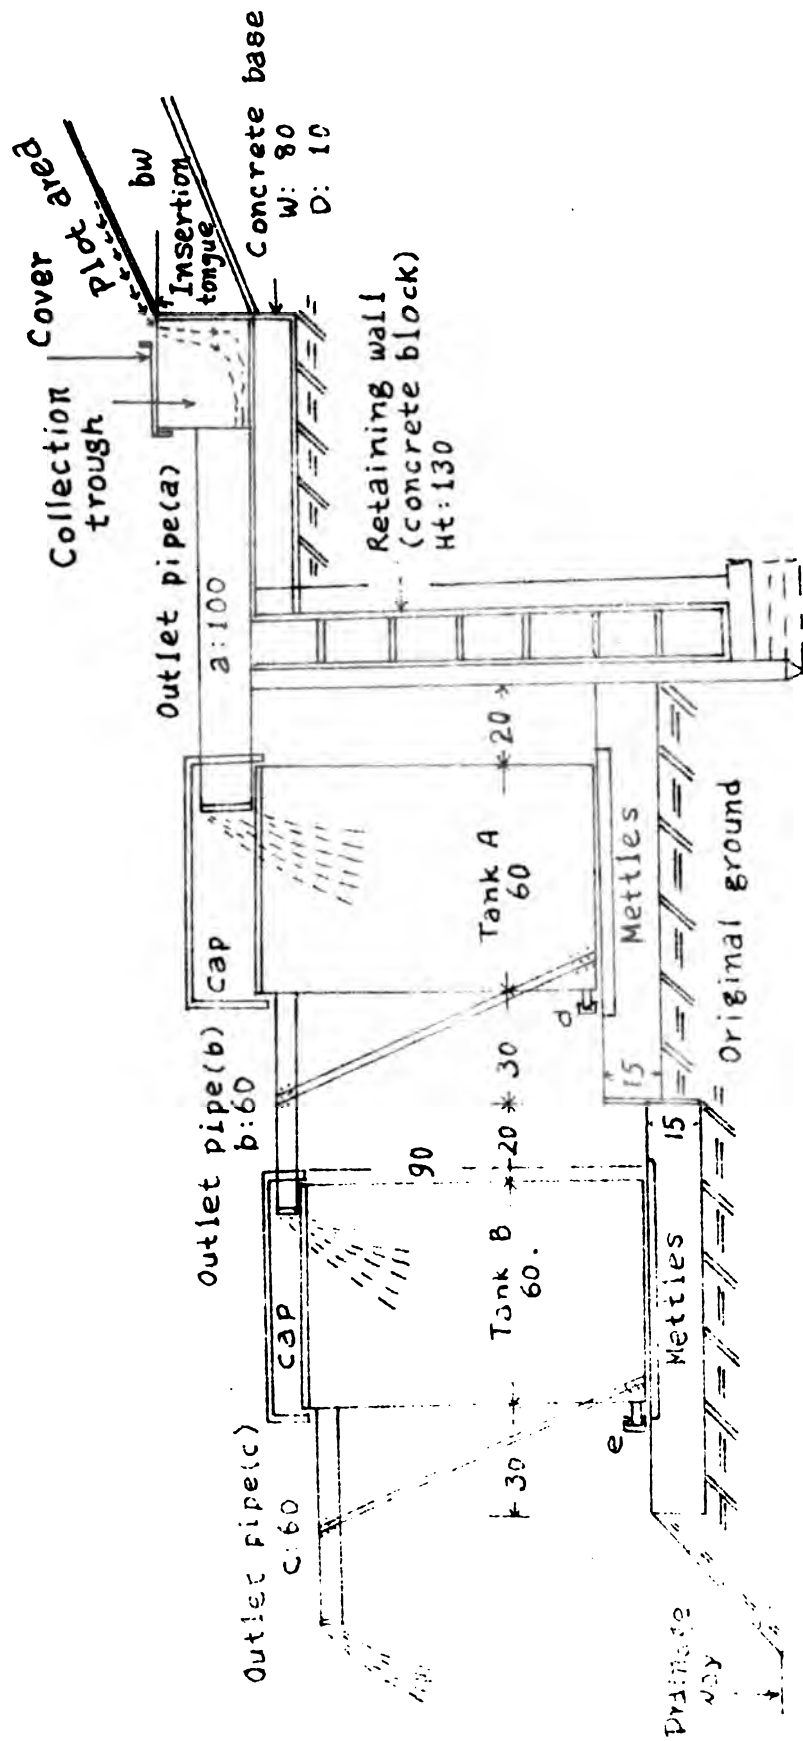 Plot area
bw
Insertion
tongue
Concrete base
W: 80
D: 10
Cover
Collection
trough
Outlet pipe(a)
a:100
Retaining wall
(concrete block)
Ht:130
Cap
Tank A
60
20
Mettles
Original ground
d
15
30
Outlet pipe(b)
b:60
20
90
15
Cap
Tank B
60.
Mettles
e
30
Outlet pipe(c)
C:60
Drainage
way